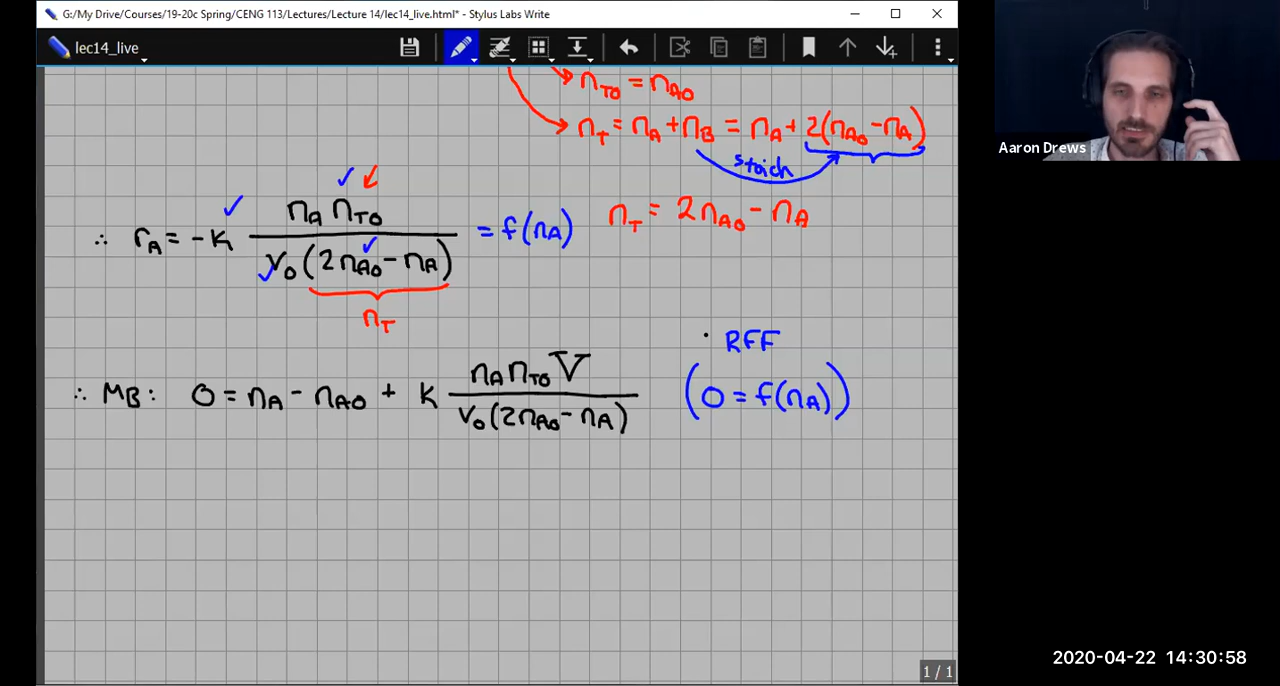 G:/My Drive/Courses/19-20c Spring/CENG 113/Lectures/Lecture 14/lec14_live.html* - Stylus Labs Write
lec14_live
n_T0 = n_A0
n_T = n_A + n_B = n_A + 2(n_A0 - n_A)
stoich
Aaron Drews
∴ r_A = -k (n_A n_T0) / (v_0 (2n_A0 - n_A)) = f(n_A)
n_T = 2n_A0 - n_A
n_T
RFF
∴ MB: 0 = n_A - n_A0 + k (n_A n_T0 V) / (v_0 (2n_A0 - n_A)) (0 = f(n_A))
2020-04-22 14:30:58
1 / 1